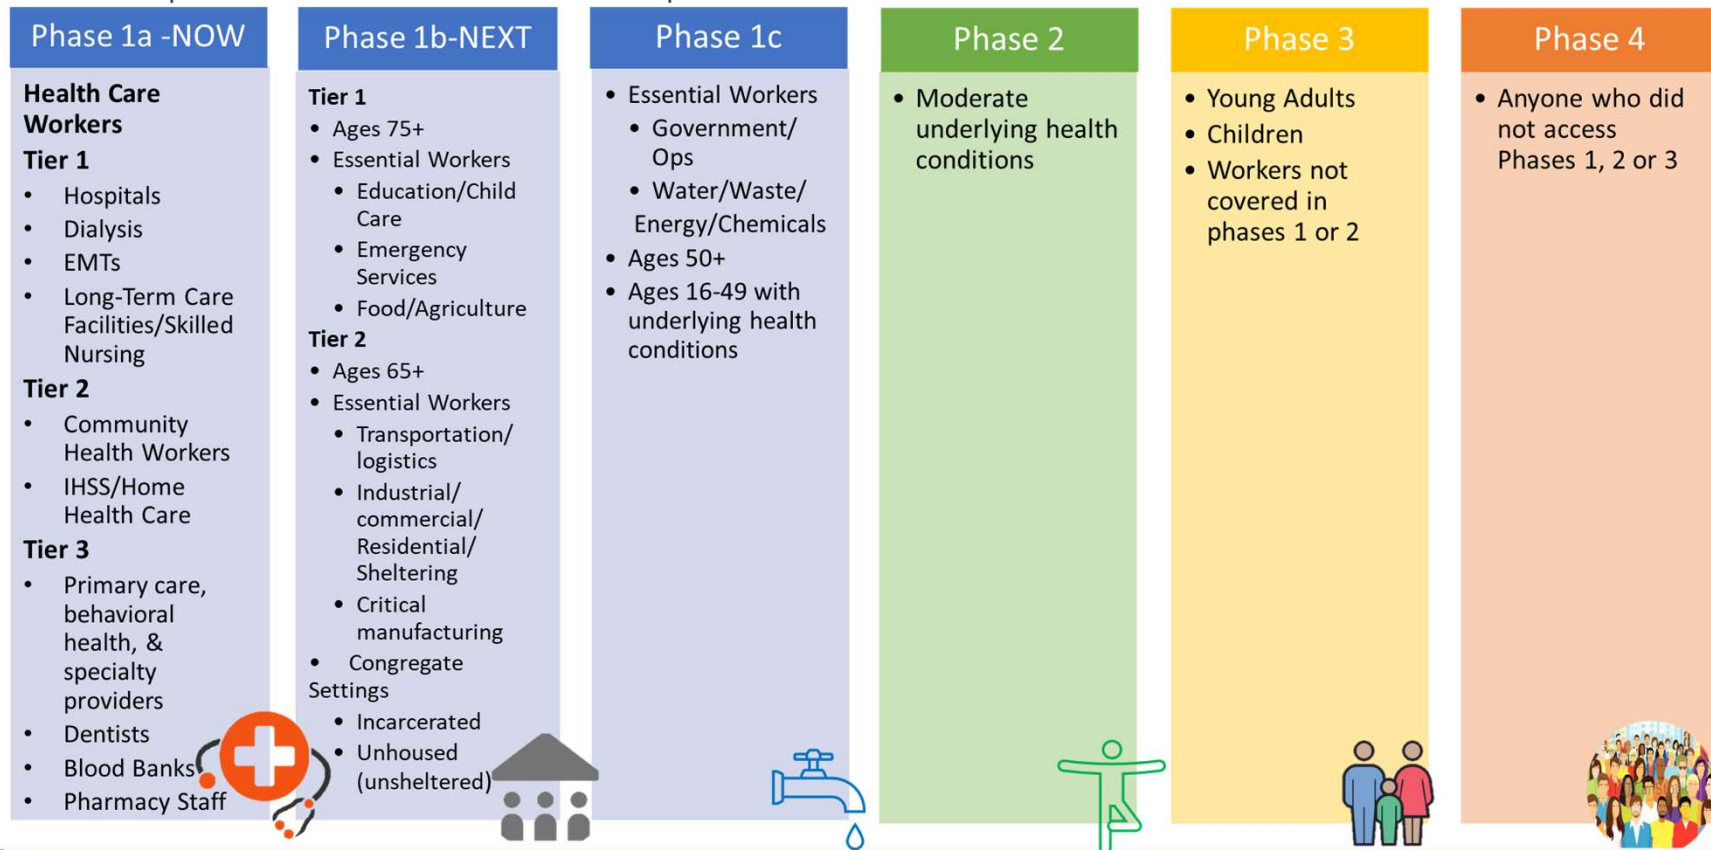 Phase 1a -NOW
Health Care
Workers
Tier 1
• Hospitals
• Dialysis
• EMTs
• Long-Term Care
Facilities/Skilled
Nursing
Tier 2
• Community
Health Workers
• IHSS/Home
Health Care
Tier 3
• Primary care,
behavioral
health, &
specialty
providers
• Dentists
• Blood Banks
• Pharmacy Staff
Phase 1b-NEXT
Tier 1
• Ages 75+
• Essential Workers
• Education/Child
Care
• Emergency
Services
• Food/Agriculture
Tier 2
• Ages 65+
• Essential Workers
• Transportation/
logistics
• Industrial/
commercial/
Residential/
Sheltering
• Critical
manufacturing
• Congregate
Settings
• Incarcerated
• Unhoused
(unsheltered)
Phase 1c
• Essential Workers
• Government/
Ops
• Water/Waste/
Energy/Chemicals
• Ages 50+
• Ages 16-49 with
underlying health
conditions
Phase 2
• Moderate
underlying health
conditions
Phase 3
• Young Adults
• Children
• Workers not
covered in
phases 1 or 2
Phase 4
• Anyone who did
not access
Phases 1, 2 or 3